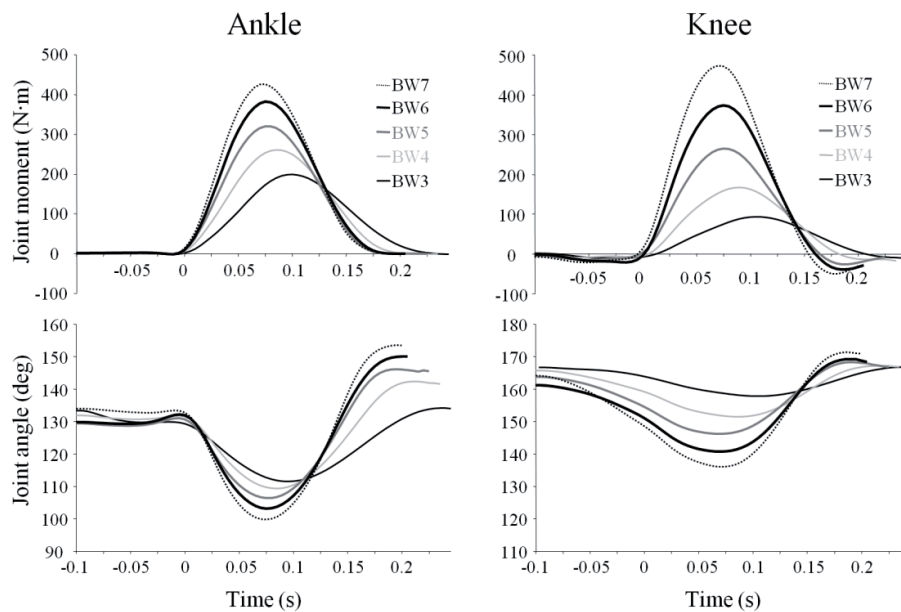 Ankle
Knee
Joint moment (N·m)
500
400
300
200
100
0
-100
-0.05 0 0.05 0.1 0.15 0.2
BW7
BW6
BW5
BW4
BW3
500
400
300
200
100
0
-100
-0.05 0 0.05 0.1 0.15 0.2
BW7
BW6
BW5
BW4
BW3
Joint angle (deg)
160
150
140
130
120
110
100
90
-0.1 -0.05 0 0.05 0.1 0.15 0.2
Time (s)
180
170
160
150
140
130
120
110
-0.1 -0.05 0 0.05 0.1 0.15 0.2
Time (s)